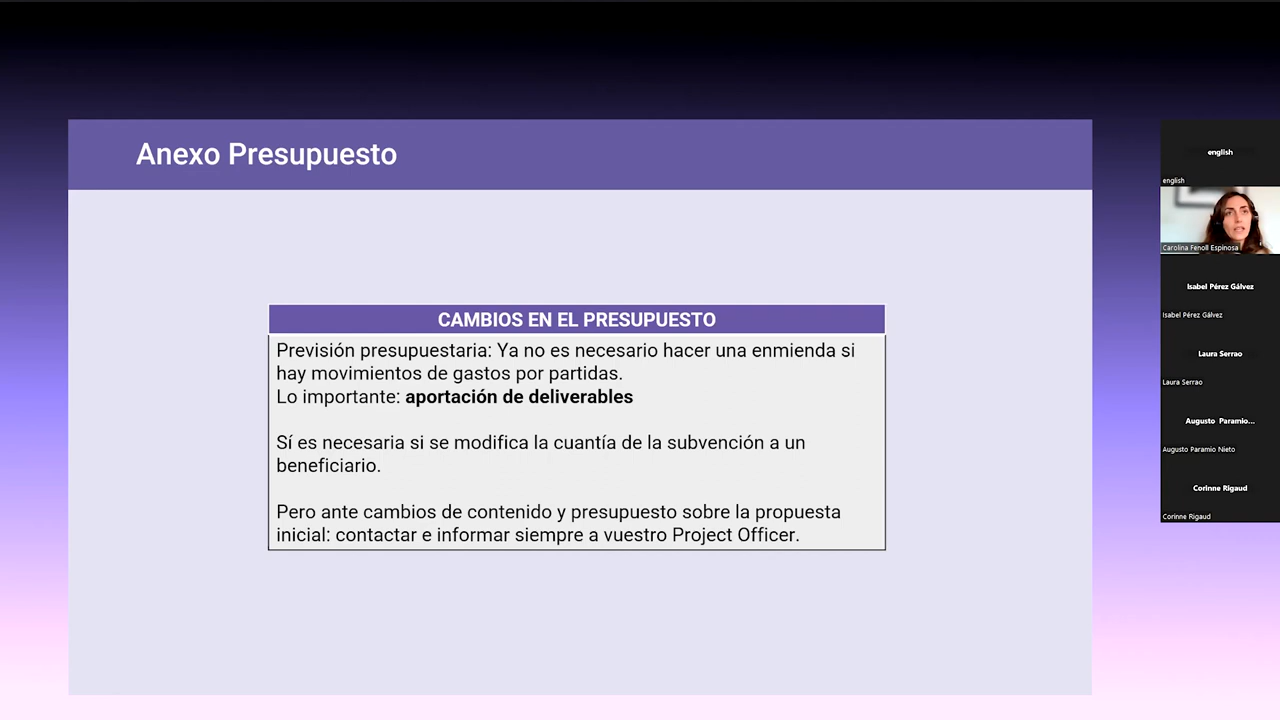 Anexo Presupuesto
CAMBIOS EN EL PRESUPUESTO
Previsión presupuestaria: Ya no es necesario hacer una enmienda si
hay movimientos de gastos por partidas.
Lo importante: aportación de deliverables
Sí es necesaria si se modifica la cuantía de la subvención a un
beneficiario.
Pero ante cambios de contenido y presupuesto sobre la propuesta
inicial: contactar e informar siempre a vuestro Project Officer.
english
english
Carolina Fenoll Espinosa
Isabel Pérez Gálvez
Isabel Pérez Gálvez
Laura Serrao
Laura Serrao
Augusto Paramio...
Augusto Paramio Nieto
Corinne Rigaud
Corinne Rigaud